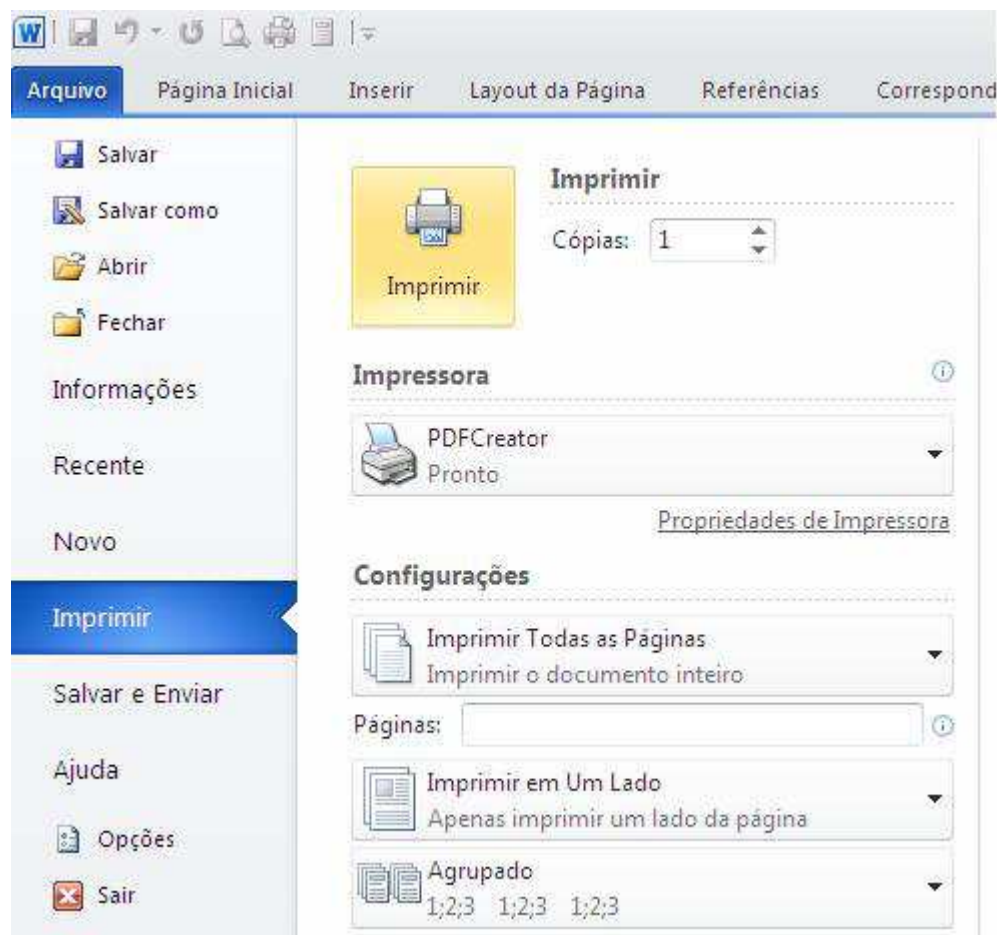 W
Arquivo Página Inicial Inserir Layout da Página Referências Correspond
Salvar
Salvar como
Abrir
Fechar
Informações
Recente
Novo
Imprimir
Salvar e Enviar
Ajuda
Opções
Sair
Imprimir
Imprimir
Cópias: 1
Impressora
PDFCreator
Pronto
Propriedades de Impressora
Configurações
Imprimir Todas as Páginas
Imprimir o documento inteiro
Páginas:
Imprimir em Um Lado
Apenas imprimir um lado da página
Agrupado
1;2;3 1;2;3 1;2;3